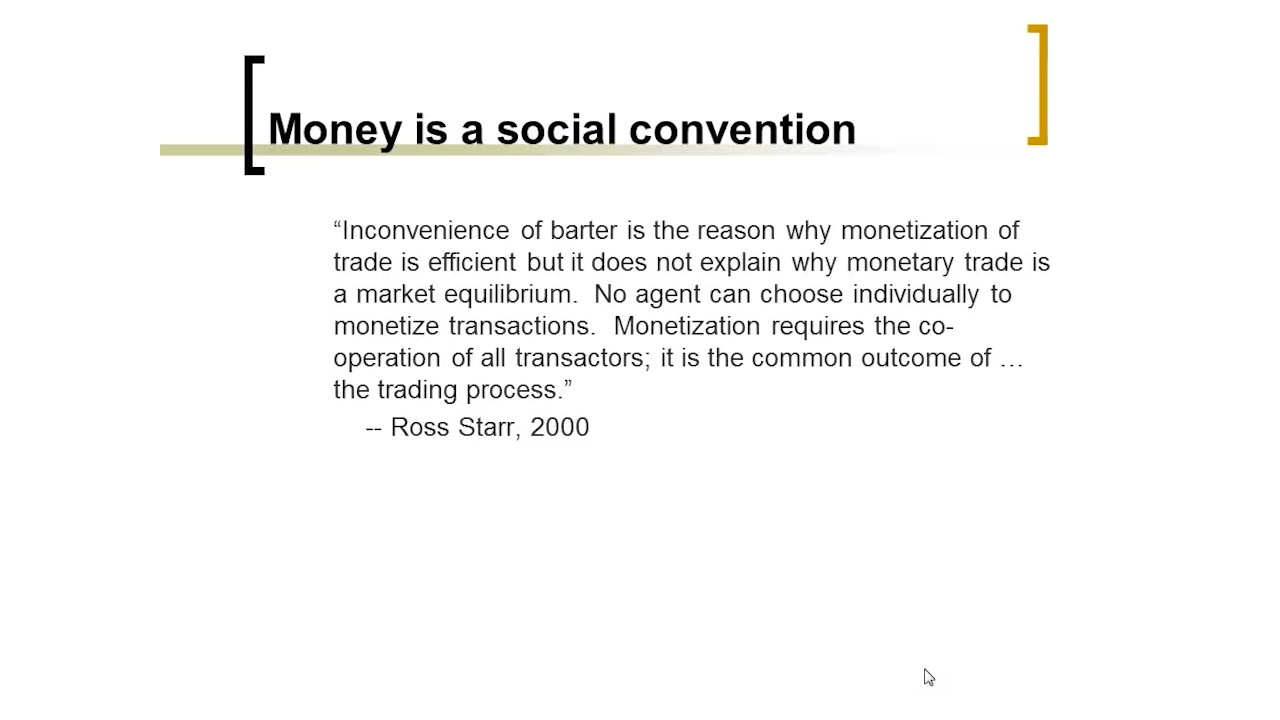 Money is a social convention
“Inconvenience of barter is the reason why monetization of
trade is efficient but it does not explain why monetary trade is
a market equilibrium.  No agent can choose individually to
monetize transactions.  Monetization requires the co-
operation of all transactors; it is the common outcome of …
the trading process.”
-- Ross Starr, 2000